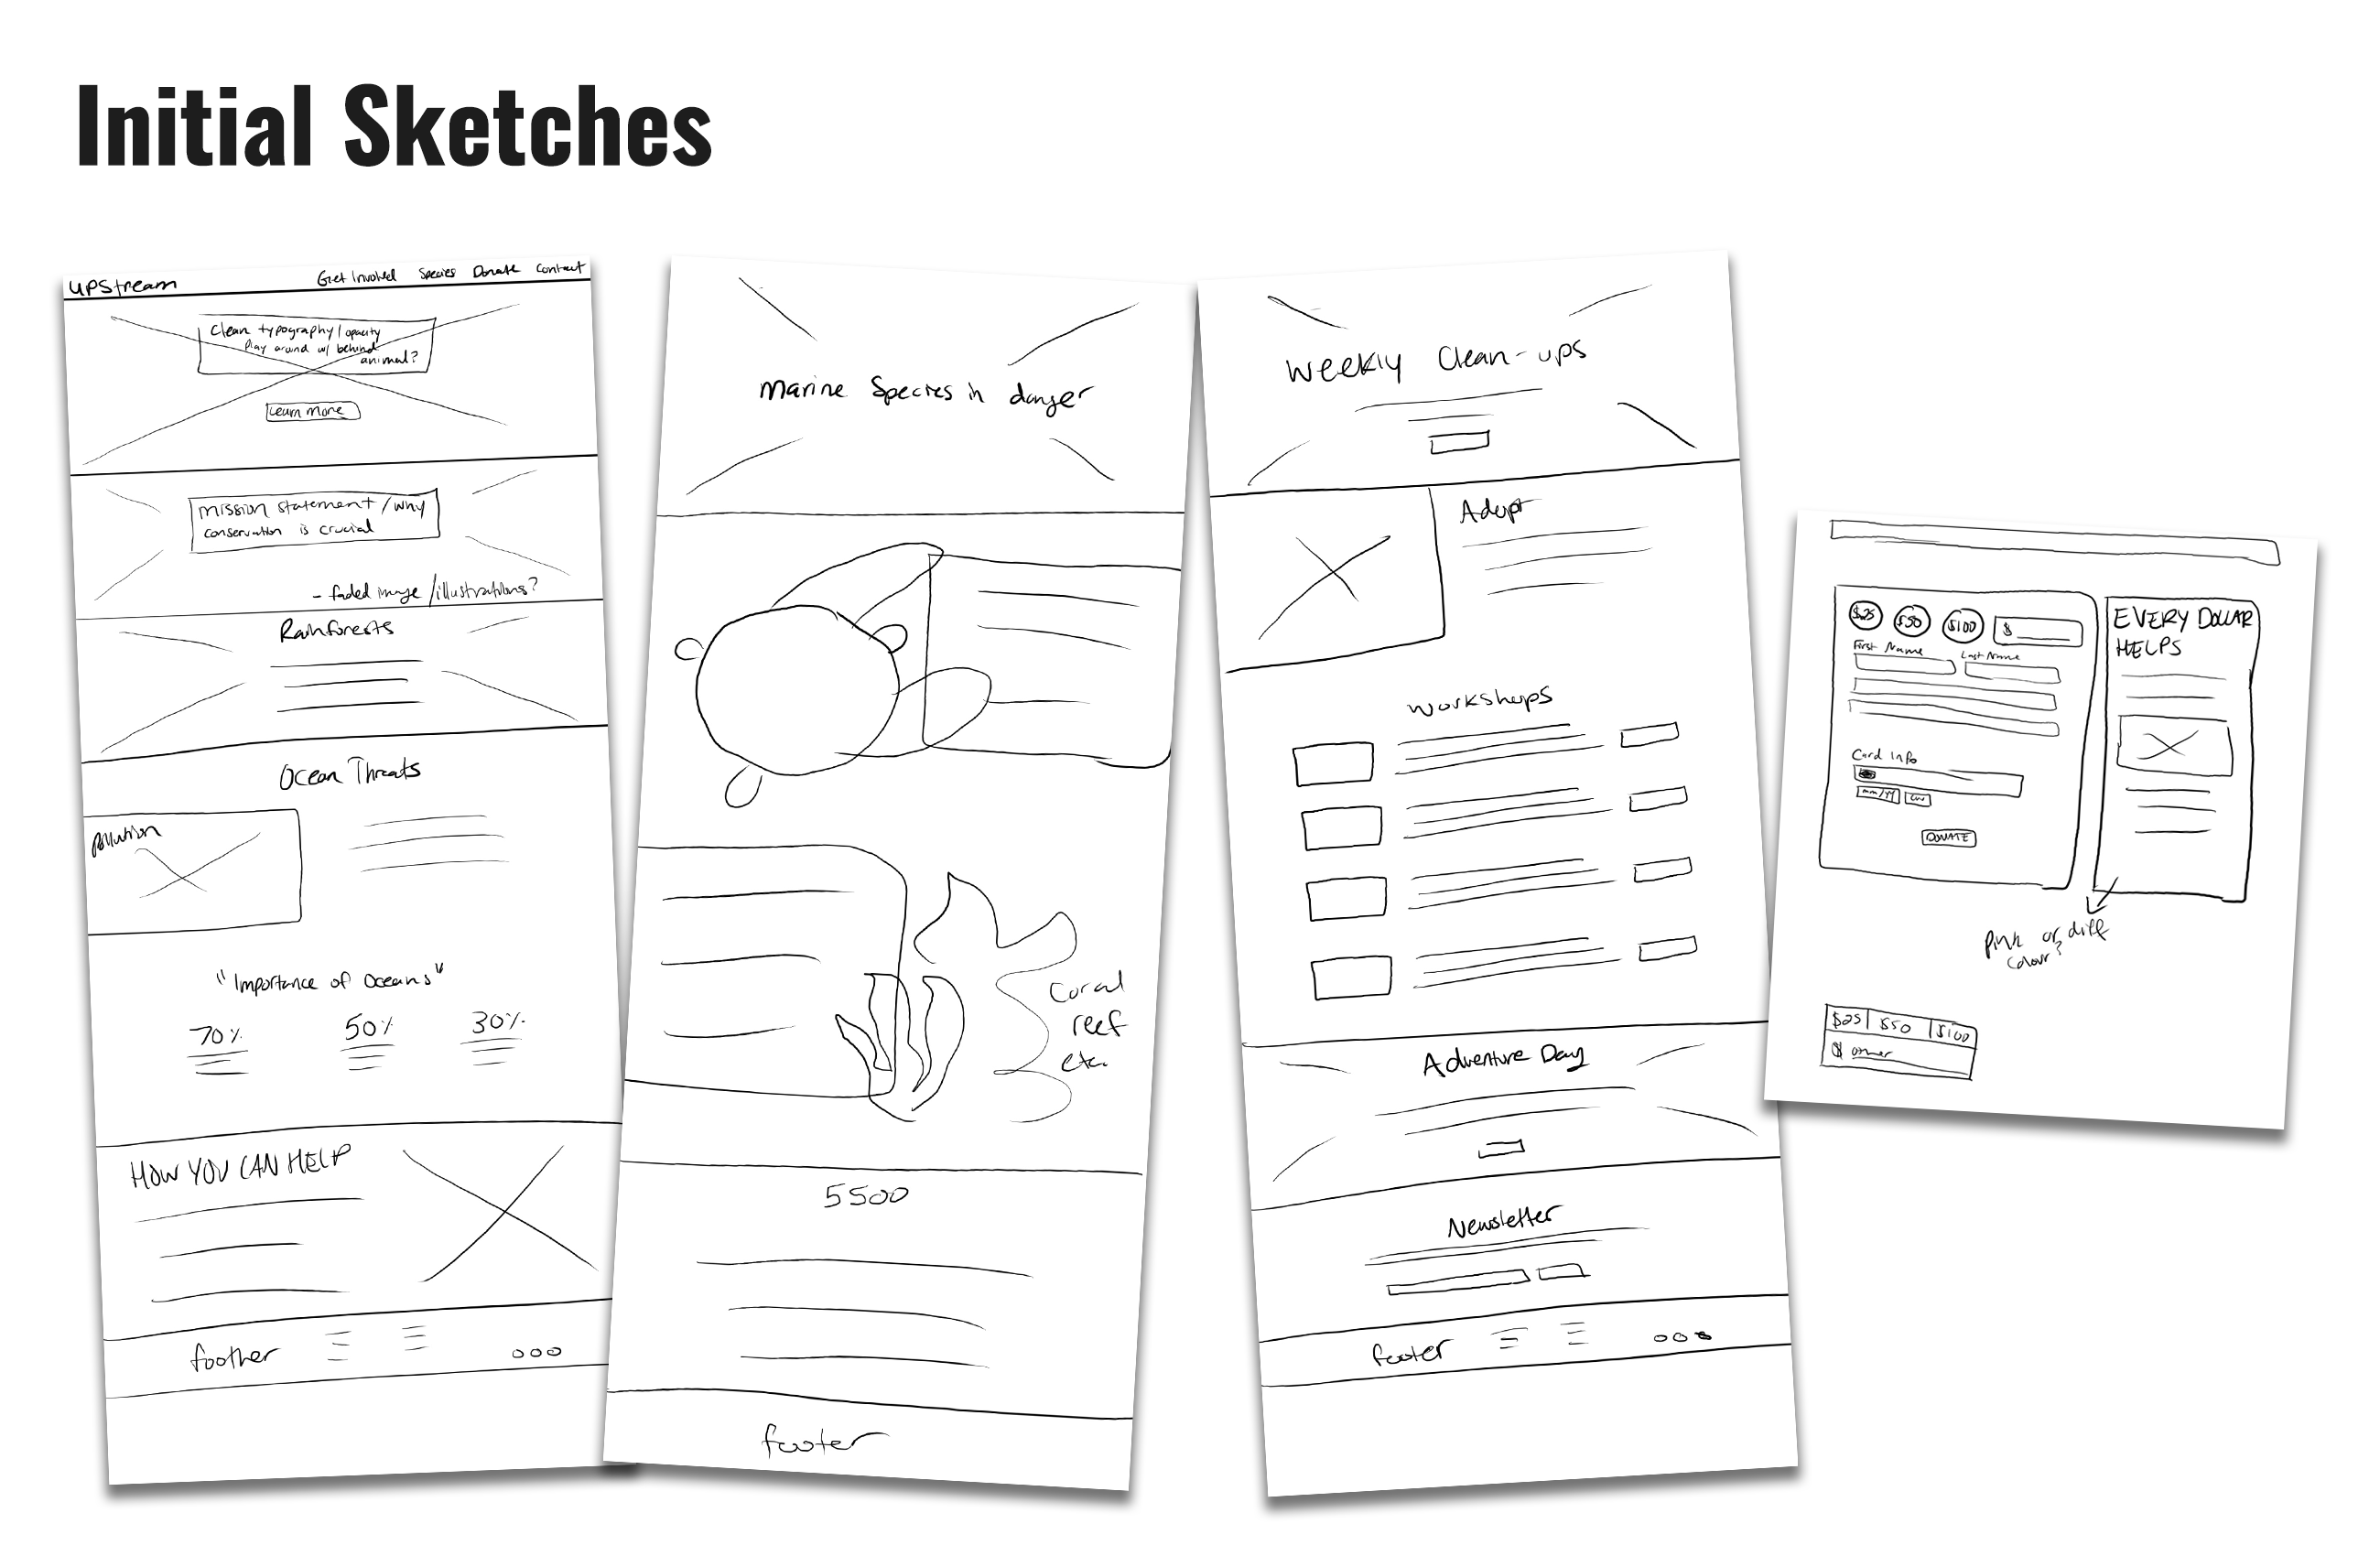 Initial Sketches
upstream
Get Involved Species Donate Contact
Clean typography/opacity
Play around w/ behind
animal?
Learn more
mission statement/why
conservation is crucial
- faded image/illustrations?
Rainforests
Ocean Threats
Pollution
"Importance of Oceans"
70% 50% 30%
HOW YOU CAN HELP
foother
ooo
marine Species in danger
Coral
reef
etc.
5500
footer
Weekly Clean-ups
Adopt
Workshops
Adventure Day
Newsletter
footer
ooo
$25 $50 $100 $
First Name Last Name
Card Info
mm/yy cvv
DONATE
EVERY DOLLAR
HELPS
pink or diff
colour?
$25 $50 $100
$ other